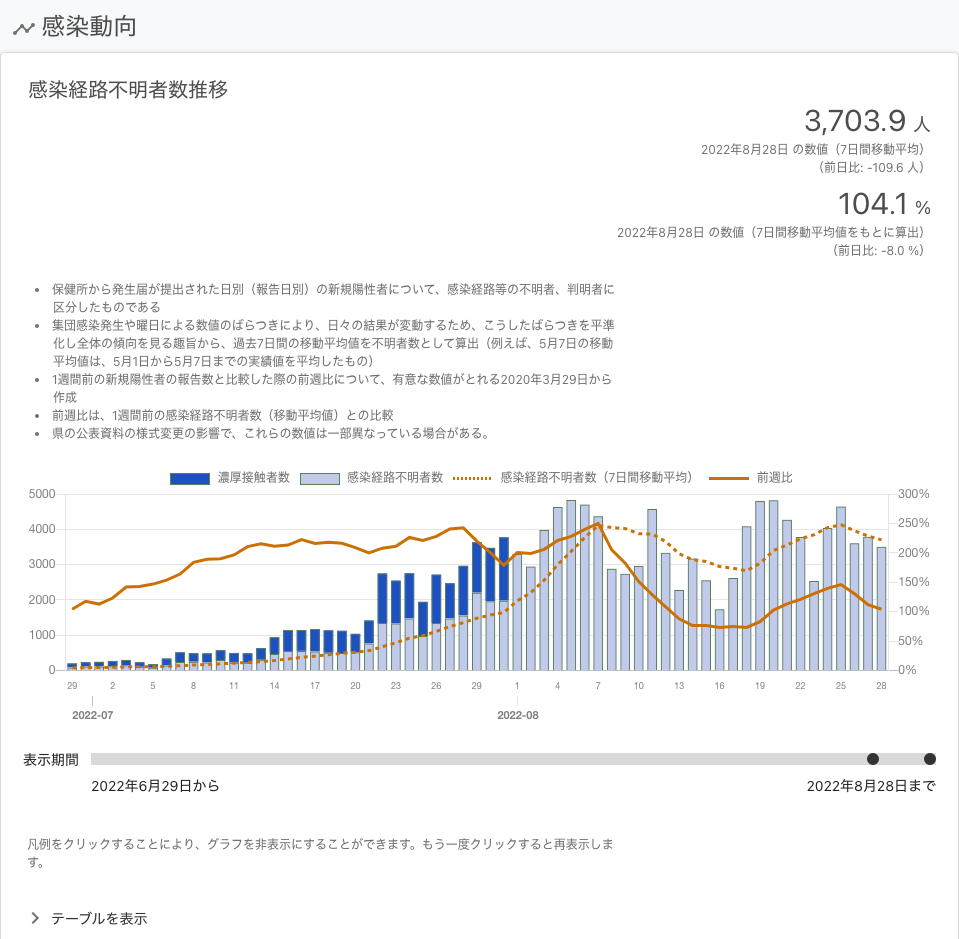 感染動向
感染経路不明者数推移
3,703.9 人
2022年8月28日 の数値（7日間移動平均）
（前日比: -109.6 人）
104.1 %
2022年8月28日 の数値（7日間移動平均値をもとに算出）
（前日比: -8.0 %）
• 保健所から発生届が提出された日別（報告日別）の新規陽性者について、感染経路等の不明者、判明者に
区分したものである
• 集団感染発生や曜日による数値のばらつきにより、日々の結果が変動するため、こうしたばらつきを平準
化し全体の傾向を見る趣旨から、過去7日間の移動平均値を不明者数として算出（例えば、5月7日の移動
平均値は、5月1日から5月7日までの実績値を平均したもの）
• 1週間前の新規陽性者の報告数と比較した際の前週比について、有意な数値がとれる2020年3月29日から
作成
• 前週比は、1週間前の感染経路不明者数（移動平均値）との比較
• 県の公表資料の様式変更の影響で、これらの数値は一部異なっている場合がある。
濃厚接触者数 感染経路不明者数 感染経路不明者数（7日間移動平均） 前週比
5000 300%
250%
4000
200%
3000
150%
2000
100%
1000
50%
0 0%
29 2 5 8 11 14 17 20 23 26 29 1 4 7 10 13 16 19 22 25 28
2022-07 2022-08
表示期間
2022年6月29日から 2022年8月28日まで
凡例をクリックすることにより、グラフを非表示にすることができます。もう一度クリックすると再表示しま
す。
テーブルを表示